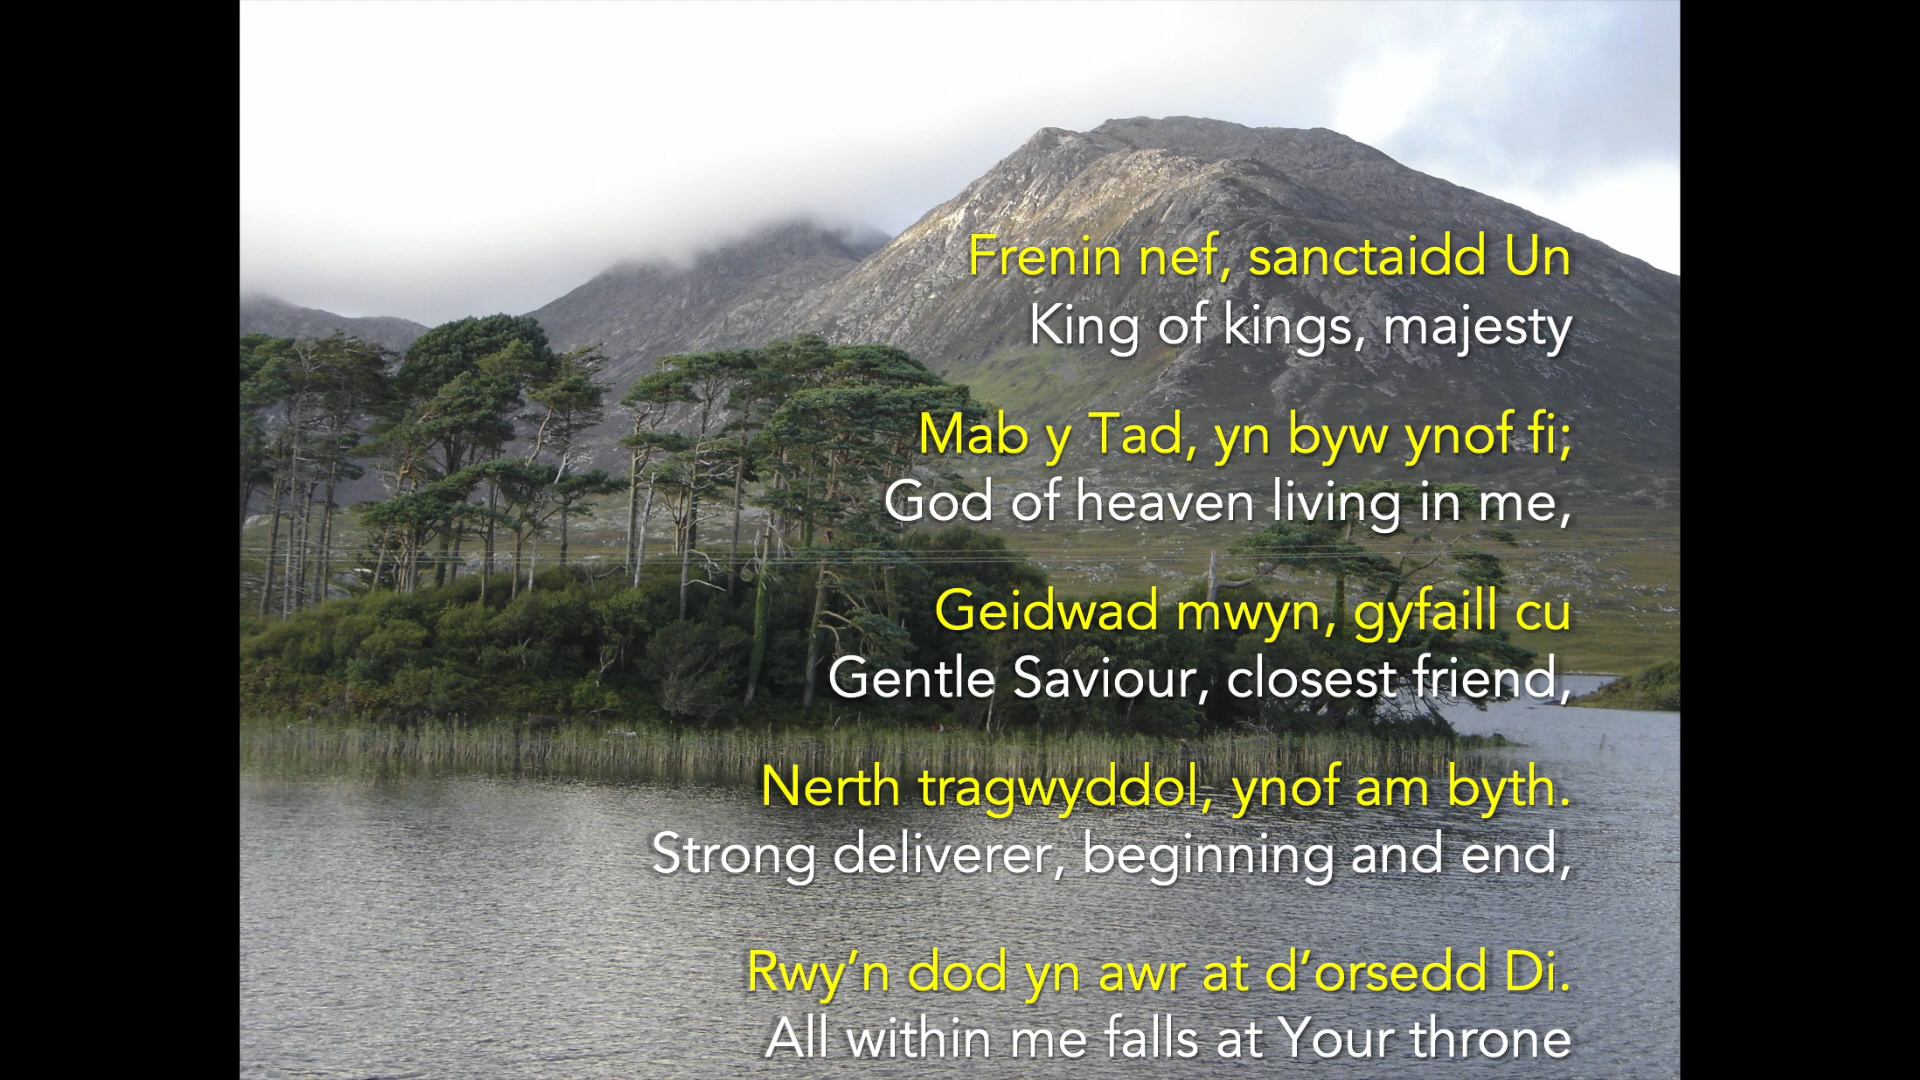 Frenin nef, sanctaidd Un
King of kings, majesty
Mab y Tad, yn byw ynof fi;
God of heaven living in me,
Geidwad mwyn, gyfaill cu
Gentle Saviour, closest friend,
Nerth tragwyddol, ynof am byth.
Strong deliverer, beginning and end,
Rwy’n dod yn awr at d’orsedd Di.
All within me falls at Your throne